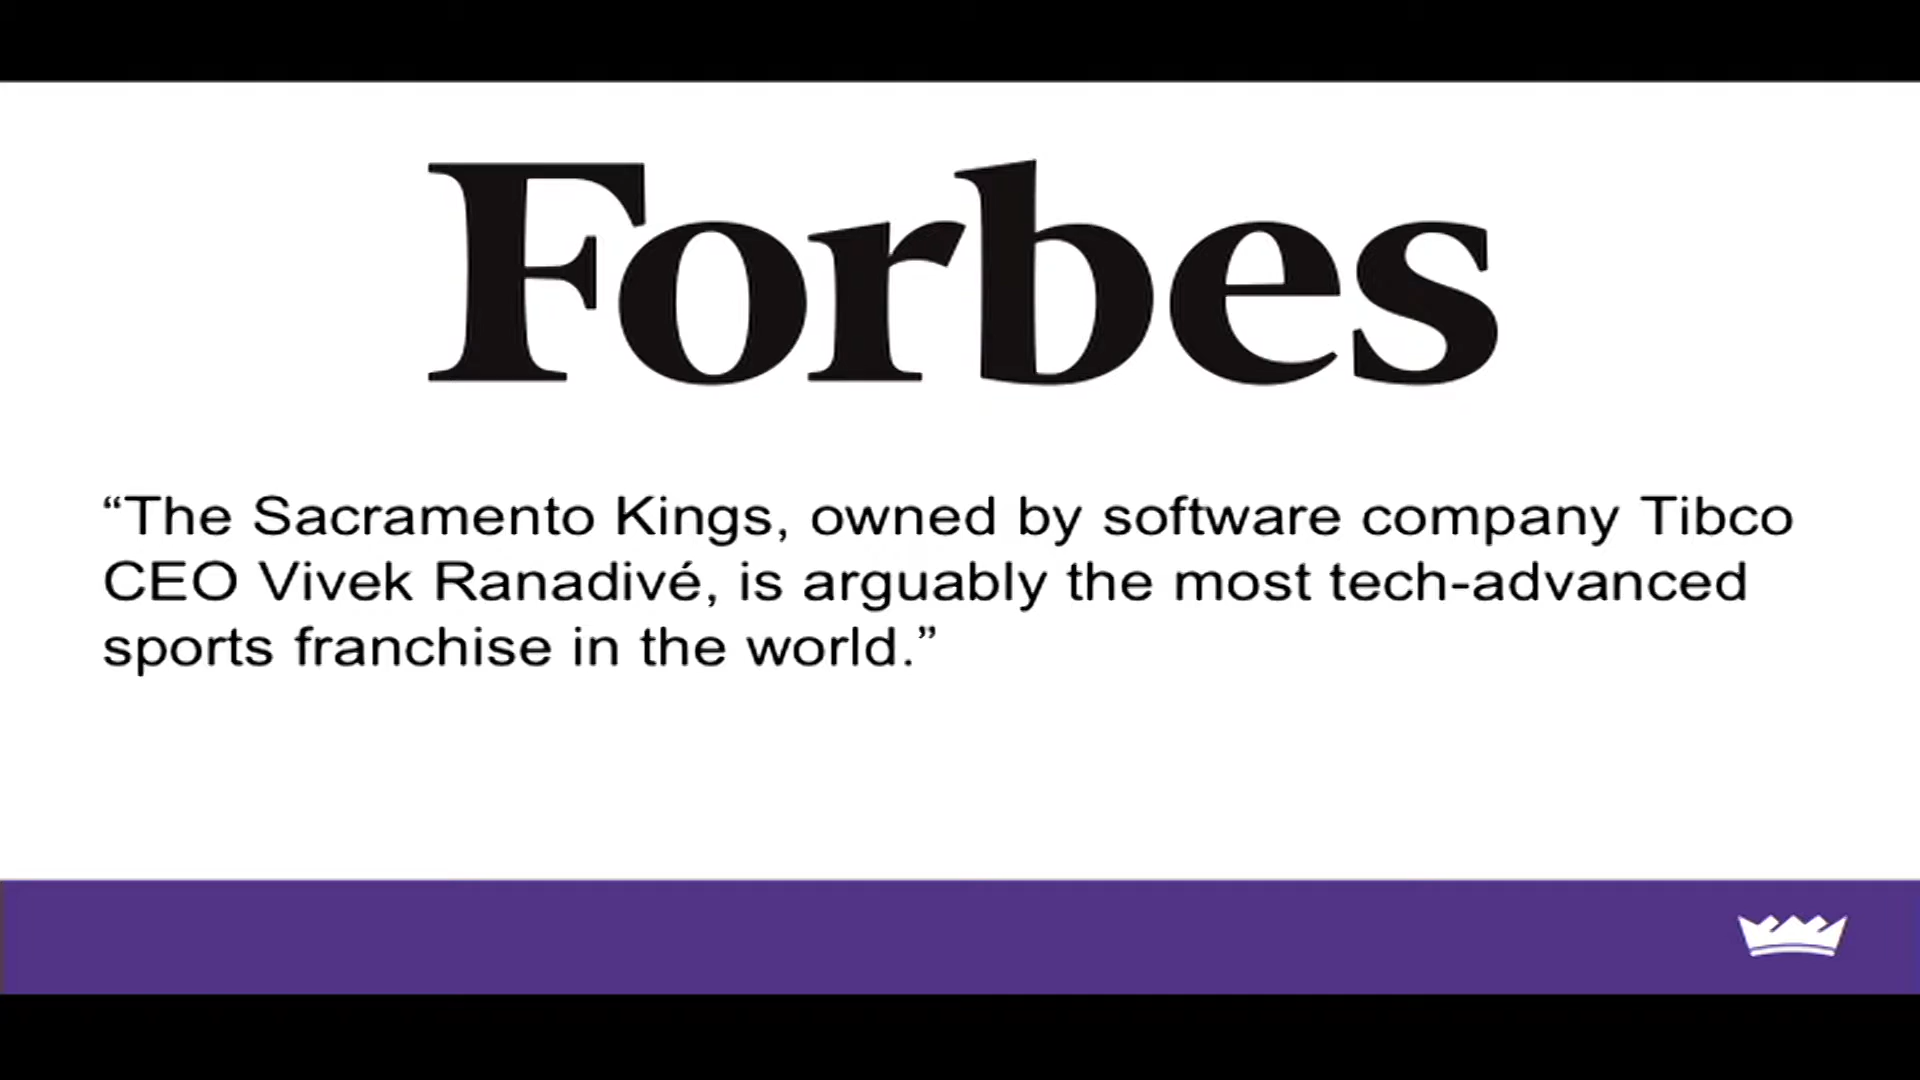 Forbes
“The Sacramento Kings, owned by software company Tibco
CEO Vivek Ranadivé, is arguably the most tech-advanced
sports franchise in the world.”